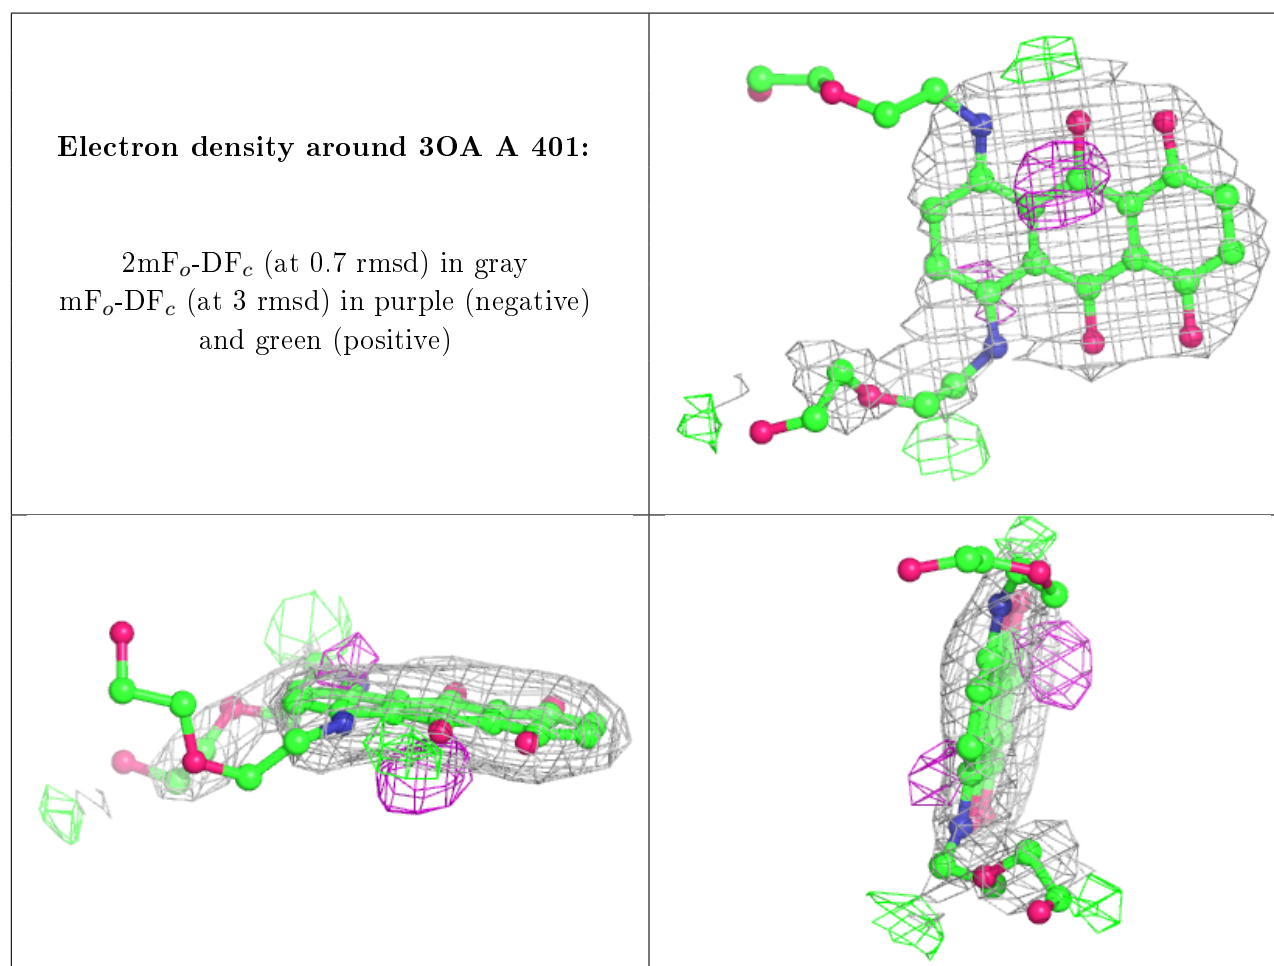 Electron density around 3OA A 401:
2mFo-DFc (at 0.7 rmsd) in gray
mFo-DFc (at 3 rmsd) in purple (negative)
and green (positive)